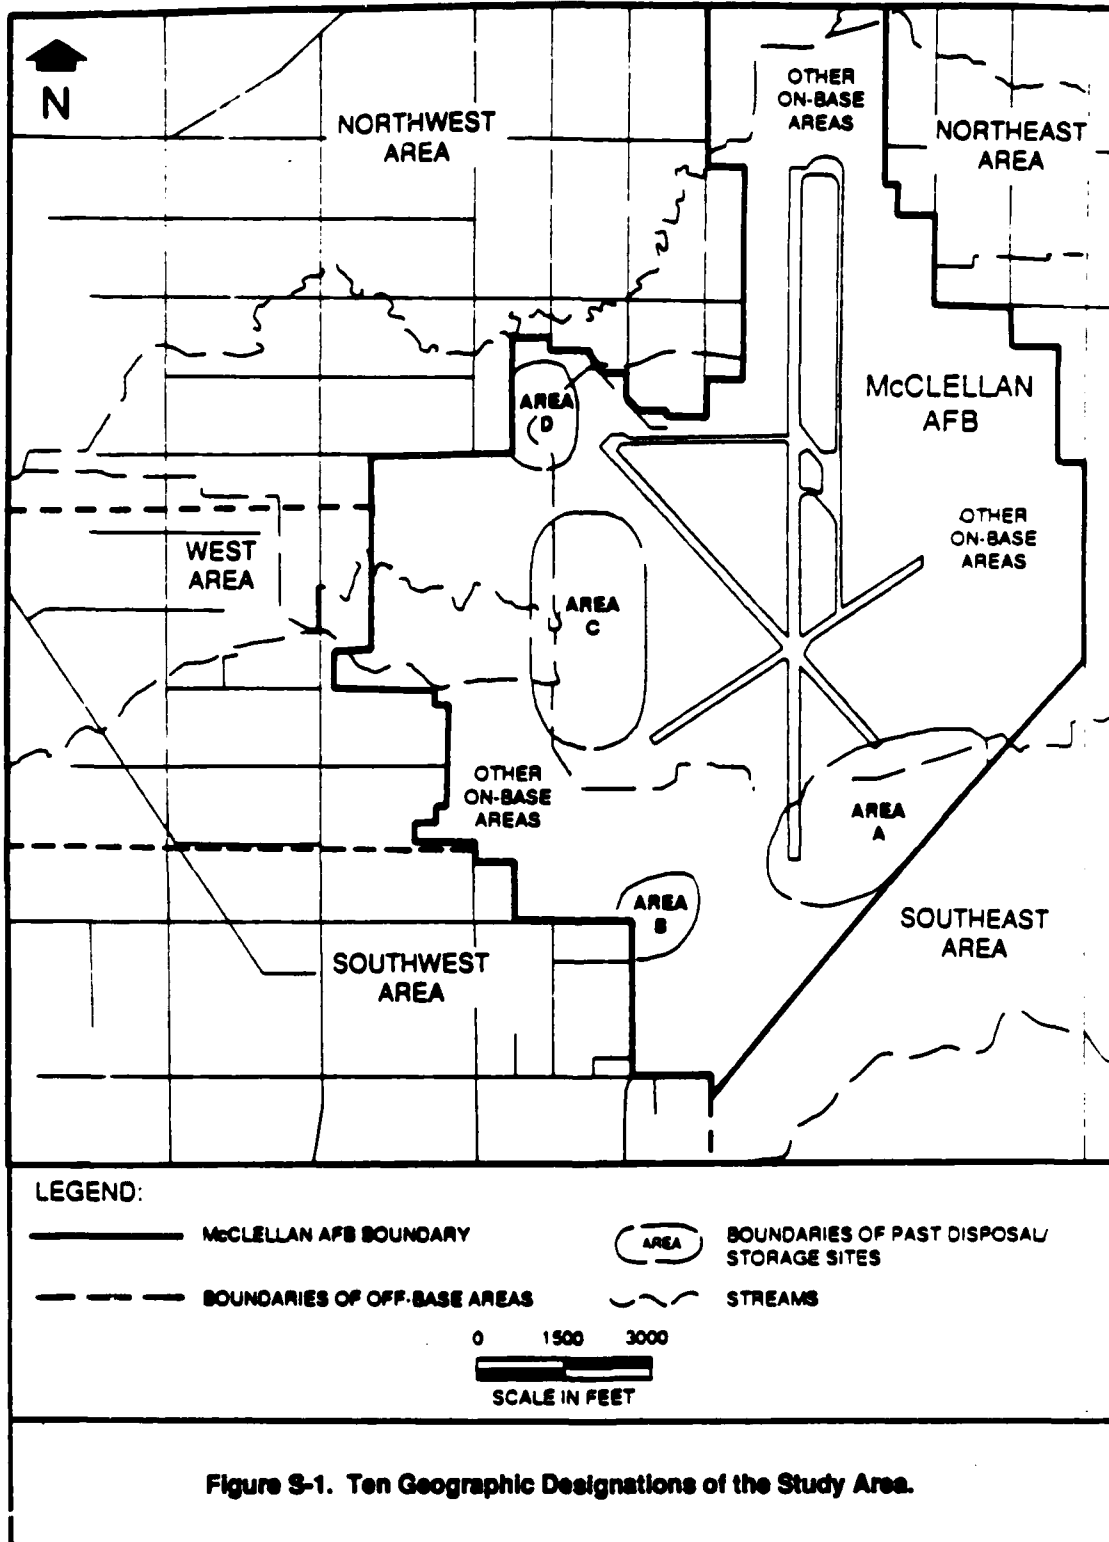 N
NORTHWEST
AREA
OTHER
ON-BASE
AREAS
NORTHEAST
AREA
McCLELLAN
AFB
AREA
D
OTHER
ON-BASE
AREAS
WEST
AREA
AREA
C
OTHER
ON-BASE
AREAS
AREA
A
AREA
B
SOUTHEAST
AREA
SOUTHWEST
AREA
LEGEND:
McCLELLAN AFB BOUNDARY
AREA
BOUNDARIES OF PAST DISPOSAL/
STORAGE SITES
BOUNDARIES OF OFF-BASE AREAS
STREAMS
0 1500 3000
SCALE IN FEET
Figure S-1. Ten Geographic Designations of the Study Area.